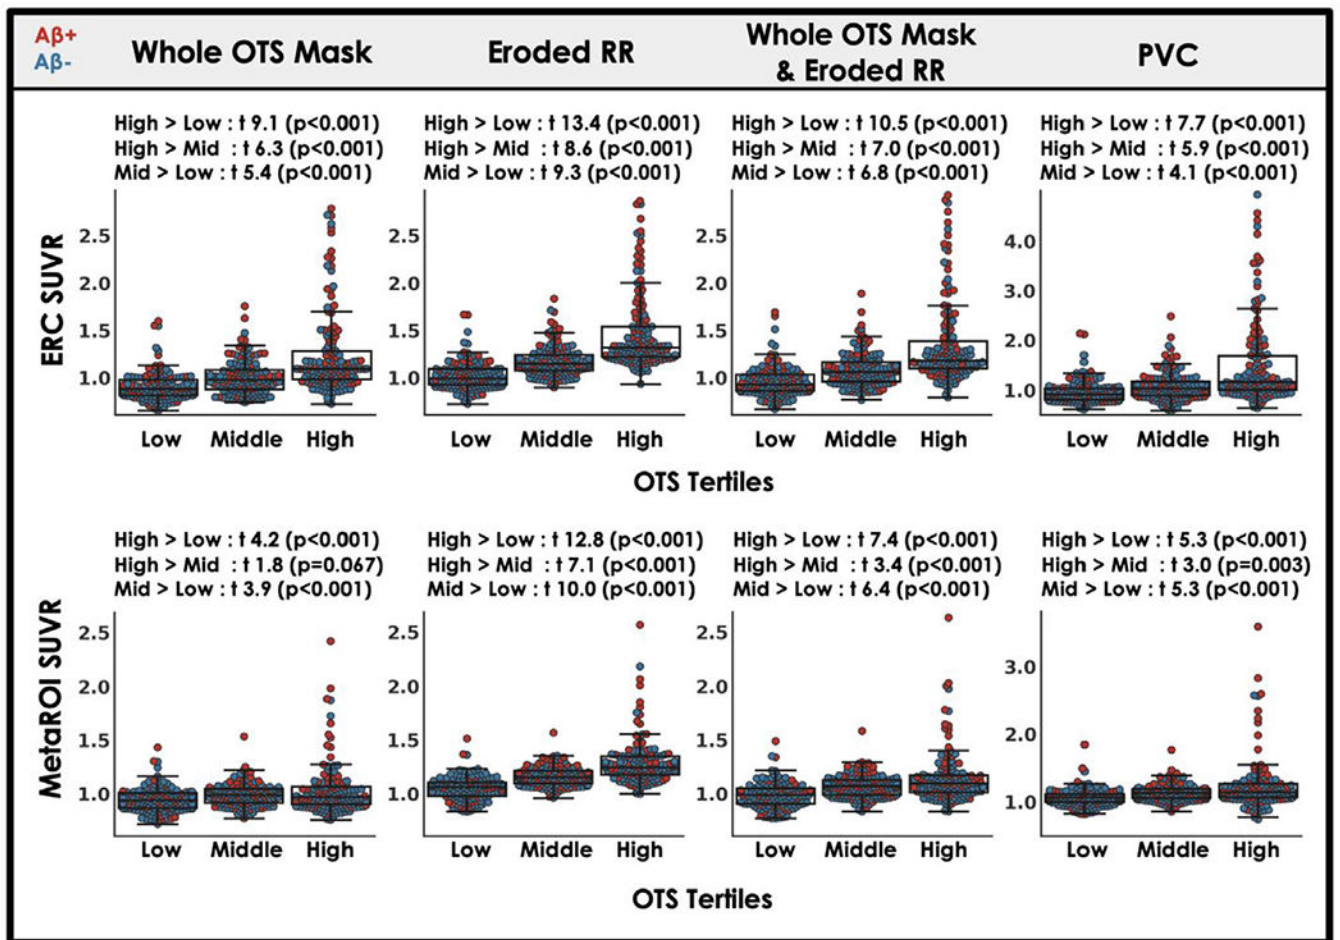 Aβ+
Aβ-
Whole OTS Mask
Eroded RR
Whole OTS Mask
& Eroded RR
PVC
High > Low : t 9.1 (p<0.001)
High > Mid : t 6.3 (p<0.001)
Mid > Low : t 5.4 (p<0.001)
High > Low : t 13.4 (p<0.001)
High > Mid : t 8.6 (p<0.001)
Mid > Low : t 9.3 (p<0.001)
High > Low : t 10.5 (p<0.001)
High > Mid : t 7.0 (p<0.001)
Mid > Low : t 6.8 (p<0.001)
High > Low : t 7.7 (p<0.001)
High > Mid : t 5.9 (p<0.001)
Mid > Low : t 4.1 (p<0.001)
ERC SUVR
2.5
2.0
1.5
1.0
Low Middle High
2.5
2.0
1.5
1.0
Low Middle High
2.5
2.0
1.5
1.0
Low Middle High
4.0
3.0
2.0
1.0
Low Middle High
OTS Tertiles
High > Low : t 4.2 (p<0.001)
High > Mid : t 1.8 (p=0.067)
Mid > Low : t 3.9 (p<0.001)
High > Low : t 12.8 (p<0.001)
High > Mid : t 7.1 (p<0.001)
Mid > Low : t 10.0 (p<0.001)
High > Low : t 7.4 (p<0.001)
High > Mid : t 3.4 (p<0.001)
Mid > Low : t 6.4 (p<0.001)
High > Low : t 5.3 (p<0.001)
High > Mid : t 3.0 (p=0.003)
Mid > Low : t 5.3 (p<0.001)
MetaROI SUVR
2.5
2.0
1.5
1.0
Low Middle High
2.5
2.0
1.5
1.0
Low Middle High
2.5
2.0
1.5
1.0
Low Middle High
3.0
2.0
1.0
Low Middle High
OTS Tertiles